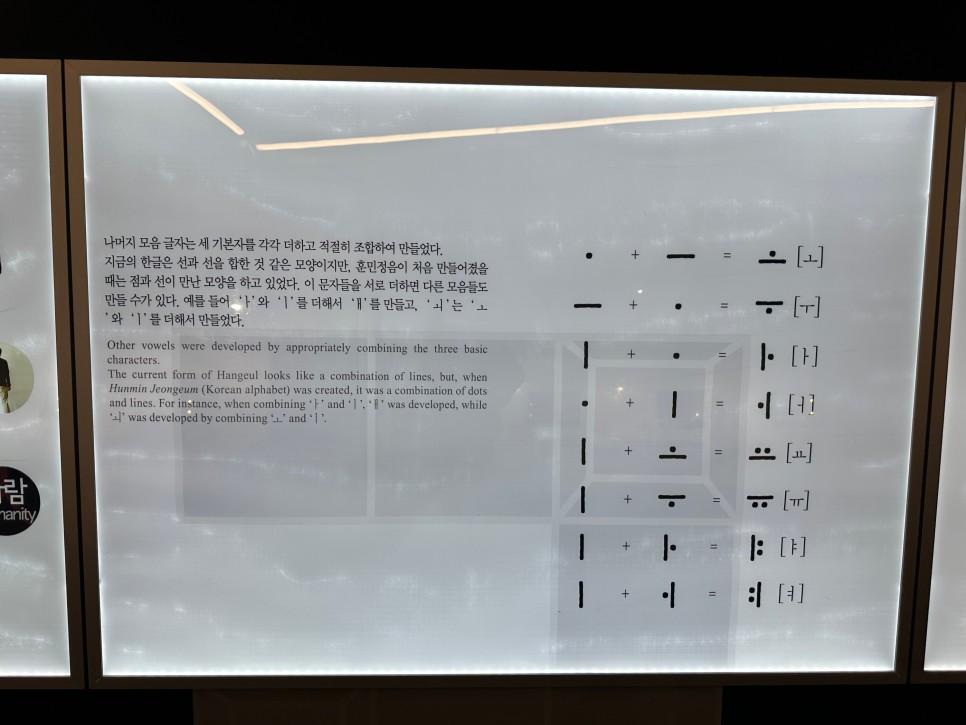 나머지 모음 글자는 세 기본자를 각각 더하고 적절히 조합하여 만들었다.
지금의 한글은 선과 선을 합한 것 같은 모양이지만, 훈민정음이 처음 만들어졌을
때는 점과 선이 만난 모양을 하고 있었다. 이 문자들을 서로 더하면 다른 모음들도
만들 수가 있다. 예를 들어 ‘ㅏ’와 ‘ㅣ’를 더해서 ‘ㅐ’를 만들고, ‘ㅚ’는 ‘ㅗ
’와 ‘ㅣ’를 더해서 만들었다.
Other vowels were developed by appropriately combining the three basic
characters.
The current form of Hangeul looks like a combination of lines, but, when
Hunmin Jeongeum (Korean alphabet) was created, it was a combination of dots
and lines. For instance, when combining ‘ㅏ’ and ‘ㅣ’, ‘ㅐ’ was developed, while
‘ㅚ’ was developed by combining ‘ㅗ’ and ‘ㅣ’.
• + ㅡ = ᅟᅩ [ㅗ]
ㅡ + • = ᅟᅮ [ㅜ]
ㅣ + • = ㅣ• [ㅏ]
• + ㅣ = •ㅣ [ㅓ]
ㅣ + ᅟᅩ = ᅟᅭ [ㅛ]
ㅣ + ᅟᅮ = ᅟᅲ [ㅠ]
ㅣ + ㅣ• = ㅣ: [ㅑ]
ㅣ + •ㅣ = :ㅣ [ㅕ]
람
manity